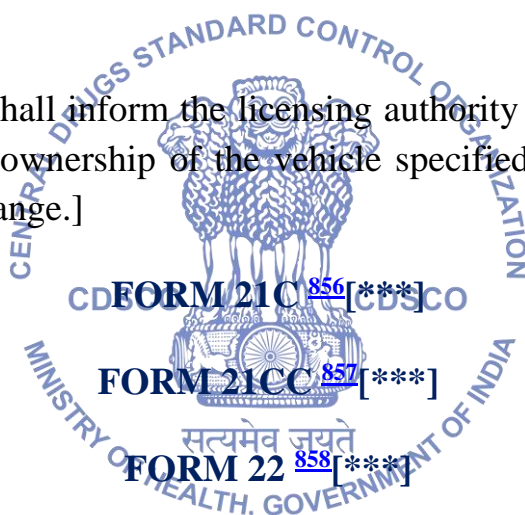 CENTRAL DRUGS STANDARD CONTROL ORGANIZATION
hall inform the licensing authority
ownership of the vehicle specified
ange.]
CDSCO CDSCO
FORM 21C 856[***]
FORM 21CC 857[***]
सत्यमेव जयते
FORM 22 858[***]
MINISTRY OF HEALTH, GOVERNMENT OF INDIA